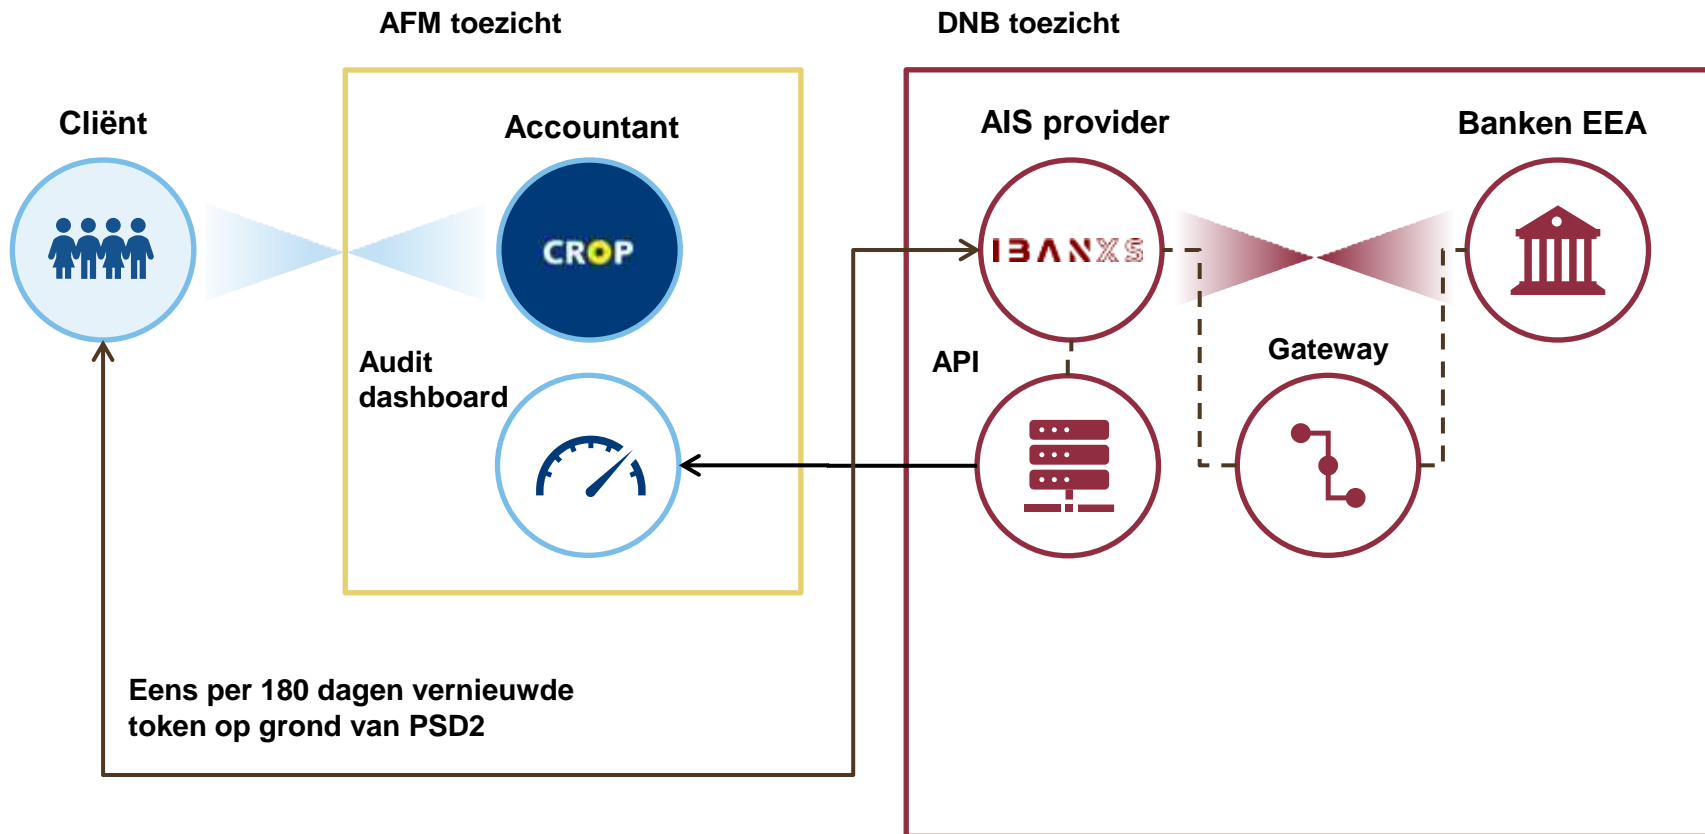 AFM toezicht
DNB toezicht
Cliënt
Accountant
AIS provider
Banken EEA
CROP
IBANXS
Audit
dashboard
API
Gateway
Eens per 180 dagen vernieuwde
token op grond van PSD2